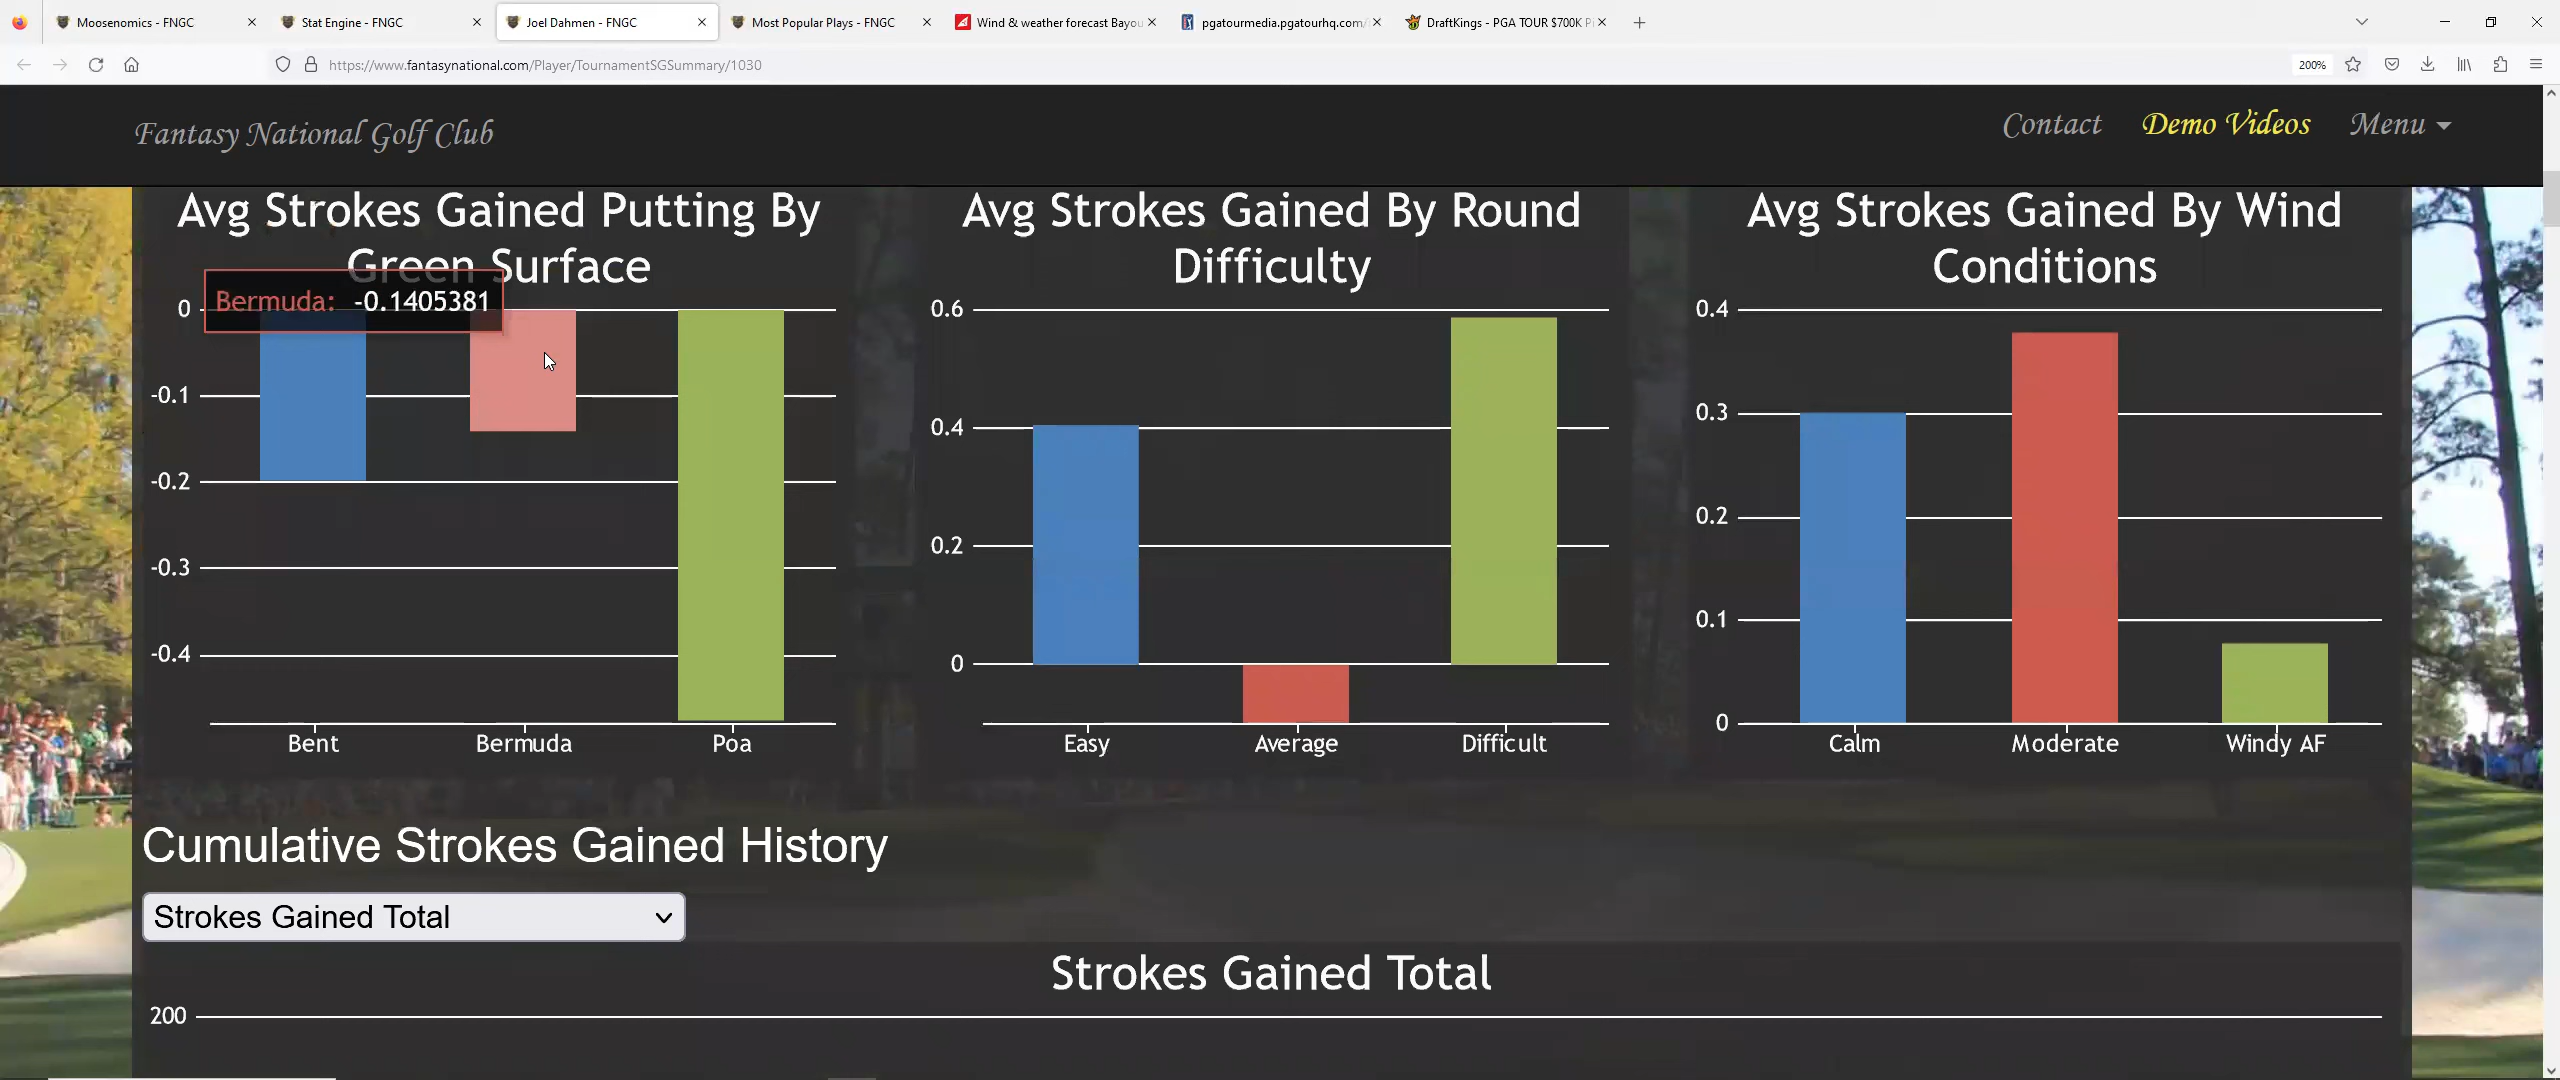 Moosenomics - FNGC
Stat Engine - FNGC
Joel Dahmen - FNGC
Most Popular Plays - FNGC
Wind & weather forecast Bayou
pgatourmedia.pgatourhq.com/
DraftKings - PGA TOUR $700K
https://www.fantasynational.com/Player/TournamentSGSummary/1030
200%
Fantasy National Golf Club
Contact
Demo Videos
Menu
Avg Strokes Gained Putting By
Green Surface
Bermuda: -0.1405381
0
-0.1
-0.2
-0.3
-0.4
Bent
Bermuda
Poa
Avg Strokes Gained By Round
Difficulty
0.6
0.4
0.2
0
Easy
Average
Difficult
Avg Strokes Gained By Wind
Conditions
0.4
0.3
0.2
0.1
0
Calm
Moderate
Windy AF
Cumulative Strokes Gained History
Strokes Gained Total
Strokes Gained Total
200